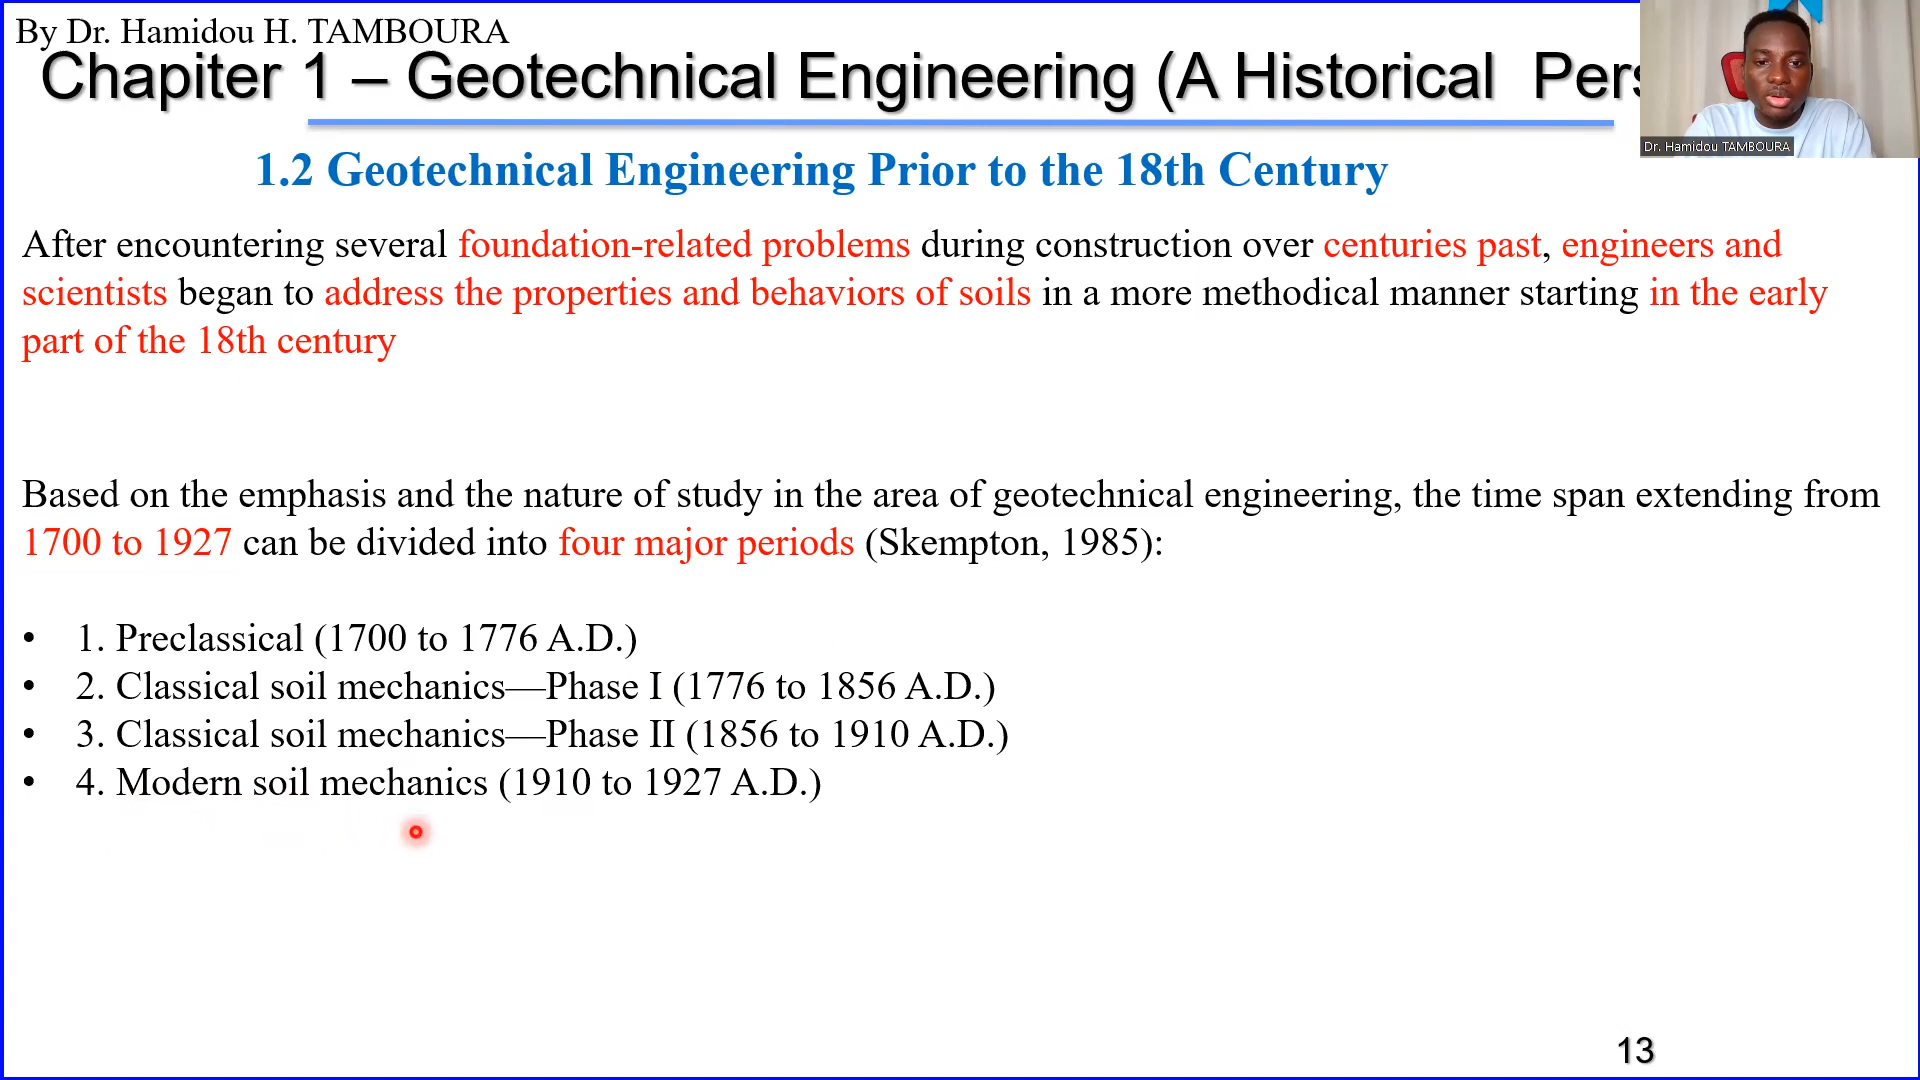 By Dr. Hamidou H. TAMBOURA
Chapiter 1 – Geotechnical Engineering (A Historical Pers
Dr. Hamidou TAMBOURA
1.2 Geotechnical Engineering Prior to the 18th Century
After encountering several foundation-related problems during construction over centuries past, engineers and
scientists began to address the properties and behaviors of soils in a more methodical manner starting in the early
part of the 18th century
Based on the emphasis and the nature of study in the area of geotechnical engineering, the time span extending from
1700 to 1927 can be divided into four major periods (Skempton, 1985):
• 1. Preclassical (1700 to 1776 A.D.)
• 2. Classical soil mechanics—Phase I (1776 to 1856 A.D.)
• 3. Classical soil mechanics—Phase II (1856 to 1910 A.D.)
• 4. Modern soil mechanics (1910 to 1927 A.D.)
13